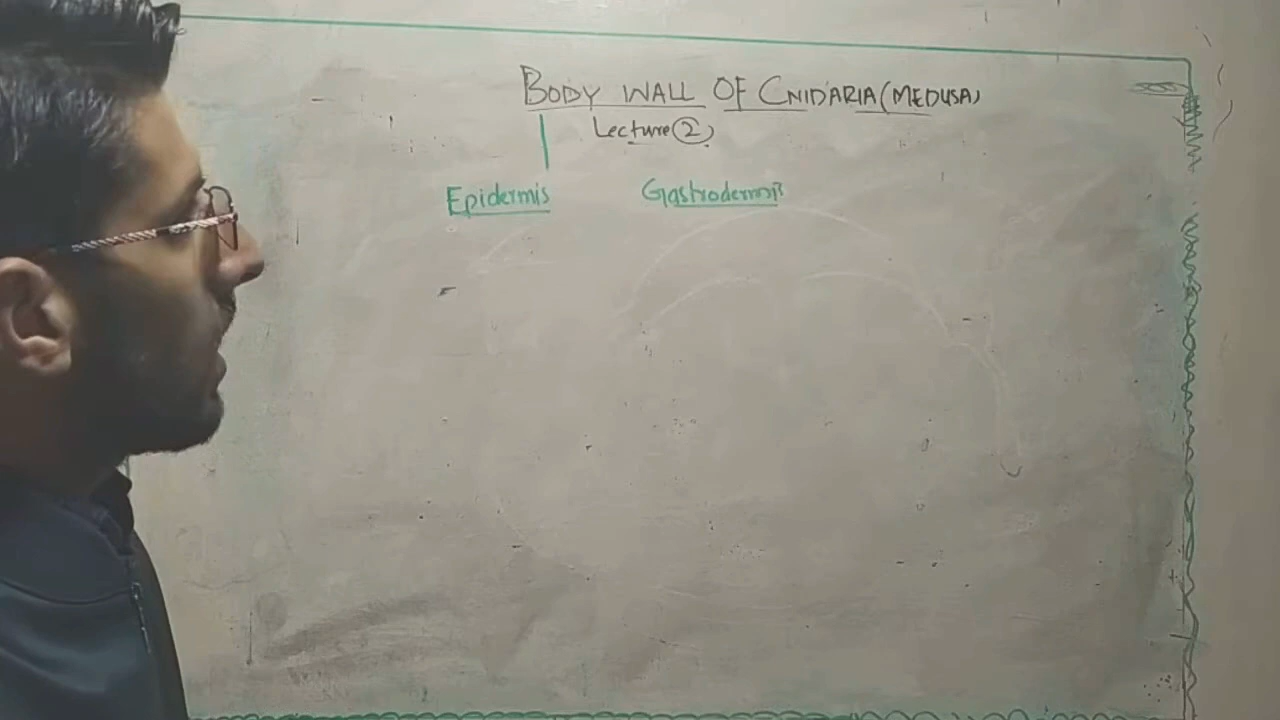 BODY WALL OF CNIDARIA (MEDUSA)
Lecture 2
Epidermis Gastrodermis